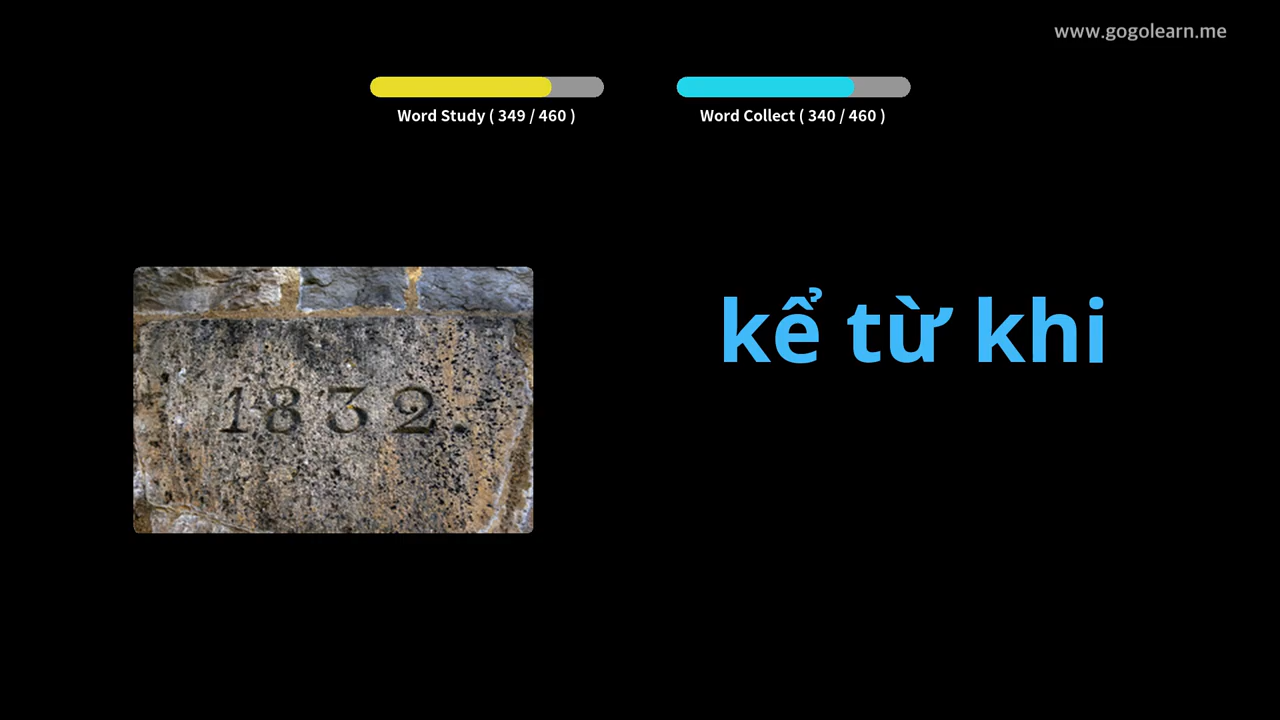 www.gogolearn.me
Word Study ( 349 / 460 )
Word Collect ( 340 / 460 )
kể từ khi
1832.